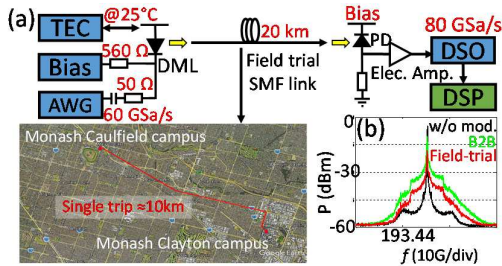 (a)
TEC
@25°C
Bias
560 Ω
DML
AWG
50 Ω
60 GSa/s
20 km
Field trial
SMF link
Bias
PD
Elec. Amp.
80 GSa/s
DSO
DSP
Monash Caulfield campus
Single trip ≈10km
Monash Clayton campus
Google Earth
(b)
w/o mod.
B2B
Field-trial
P (dBm)
0
-30
-60
193.44
f (10G/div)